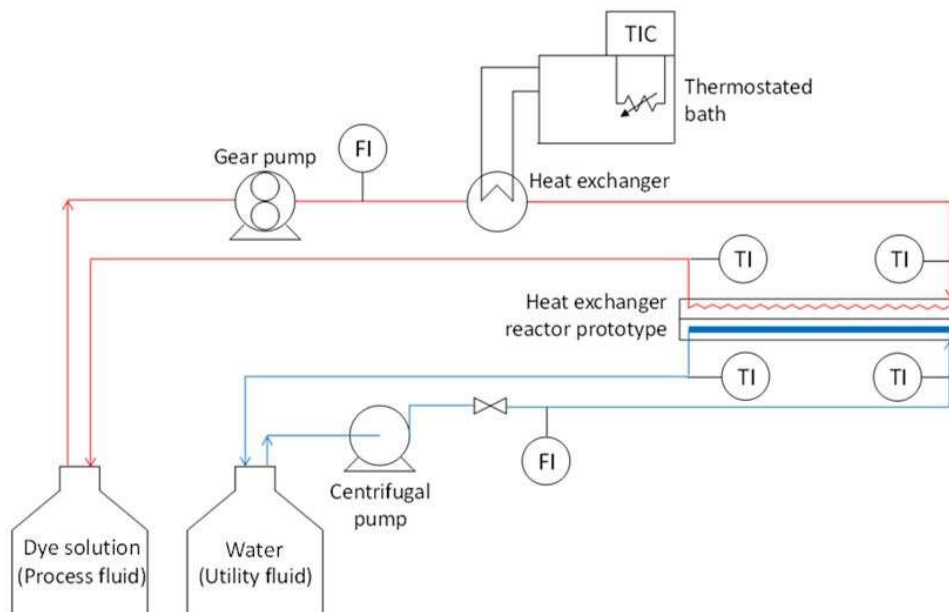 TIC
Thermostated
bath
FI
Gear pump
Heat exchanger
TI
TI
Heat exchanger
reactor prototype
TI
TI
FI
Centrifugal
pump
Dye solution
(Process fluid)
Water
(Utility fluid)